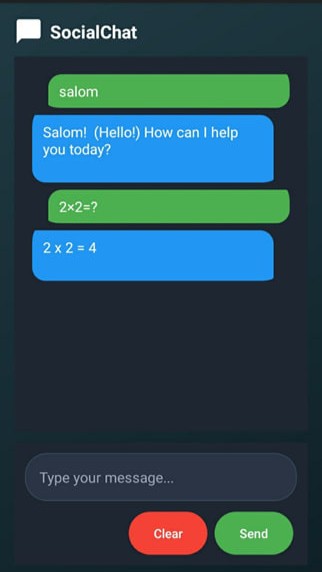 SocialChat
salom
Salom! (Hello!) How can I help
you today?
2×2=?
2 x 2 = 4
Type your message...
Clear
Send